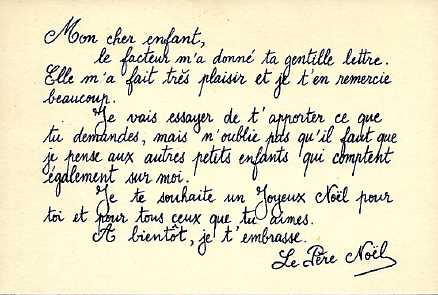 Mon cher enfant,
le facteur m'a donné ta gentille lettre.
Elle m'a fait très plaisir et je t'en remercie
beaucoup.
Je vais essayer de t'apporter ce que
tu demandes, mais n'oublie pas qu'il faut que
je pense aux autres petits enfants qui comptent
également sur moi.
Je te souhaite un Joyeux Noël pour
toi et pour tous ceux que tu aimes.
A bientôt, je t'embrasse.
Le Père Noël